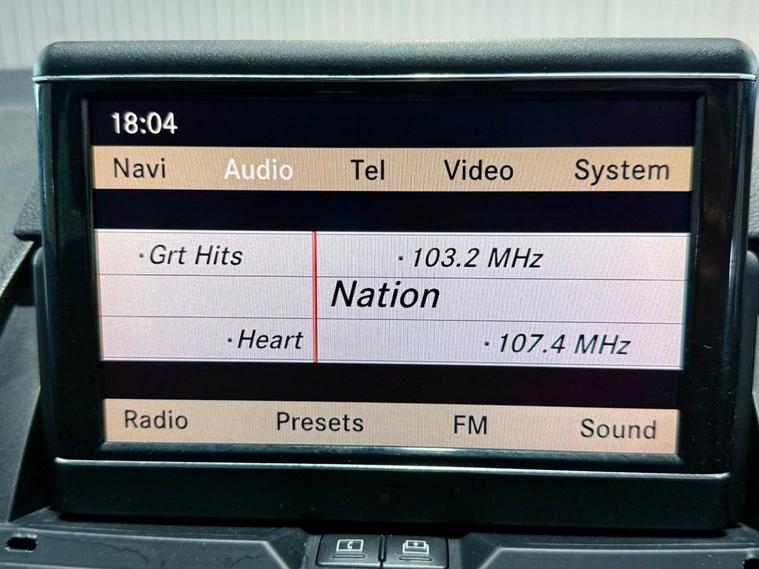 18:04
Navi Audio Tel Video System
·Grt Hits ·103.2 MHz
Nation
·Heart ·107.4 MHz
Radio Presets FM Sound